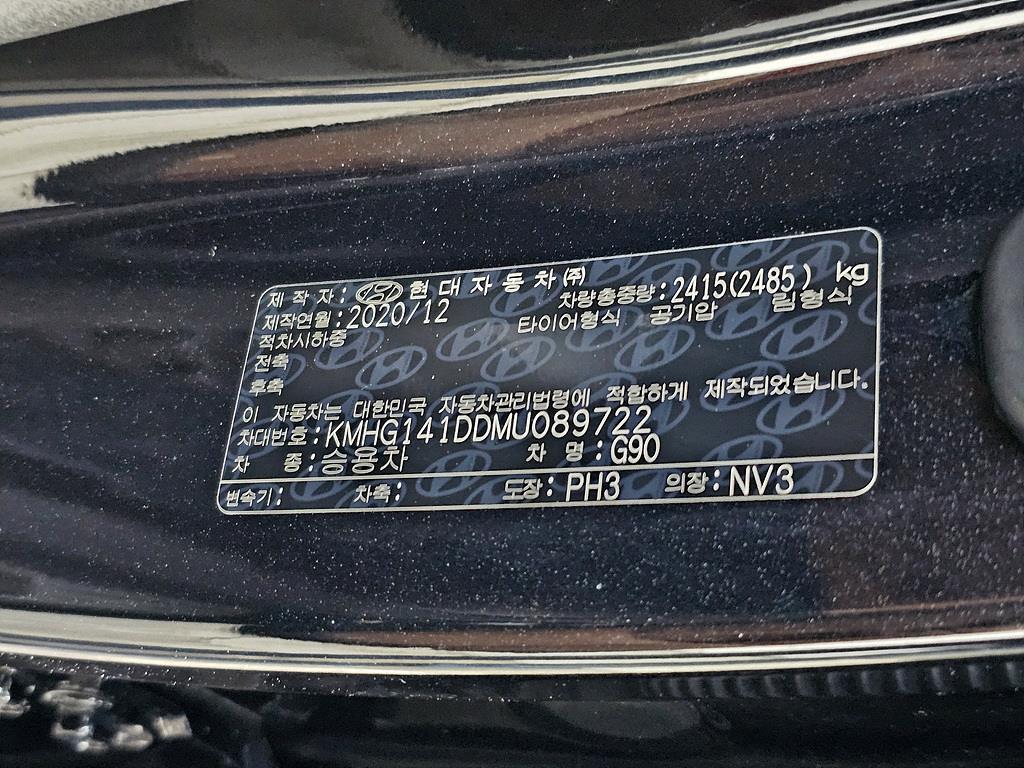 제 작 자 : 현 대 자 동 차 (주)
제작연월 : 2020/12 차량총중량 : 2415(2485) kg
적차시하중 타이어형식 공기압 림형식
전축
후축
이 자동차는 대한민국 자동차관리법령에 적합하게 제작되었습니다.
차대번호 : KMHG141DDMU089722
차 종 : 승용차 차 명 : G90
변속기 : 차축 : 도장 : PH3 의장 : NV3